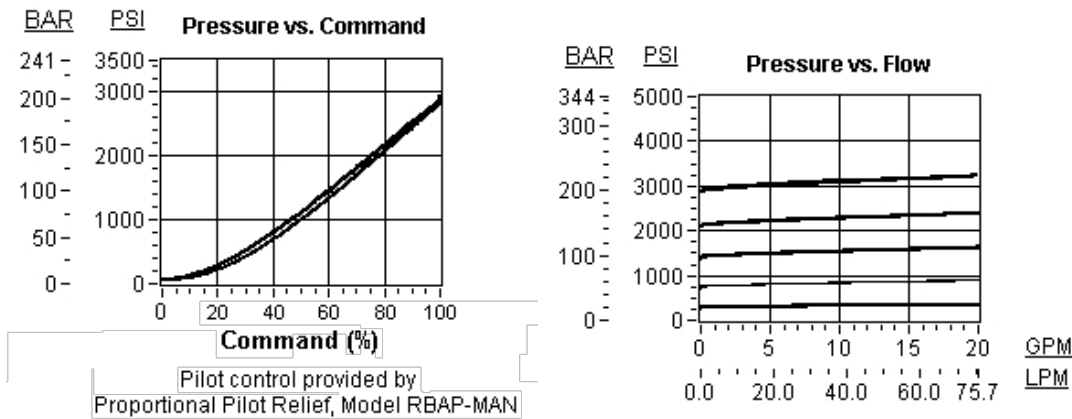 BAR PSI Pressure vs. Command
241 3500
3000
200
150 2000
100
1000
50
0 0
0 20 40 60 80 100
Command (%)
Pilot control provided by
Proportional Pilot Relief, Model RBAP-MAN
BAR PSI Pressure vs. Flow
344 5000
300
4000
200 3000
2000
100
1000
0 0
0 5 10 15 20 GPM
0.0 20.0 40.0 60.0 75.7 LPM